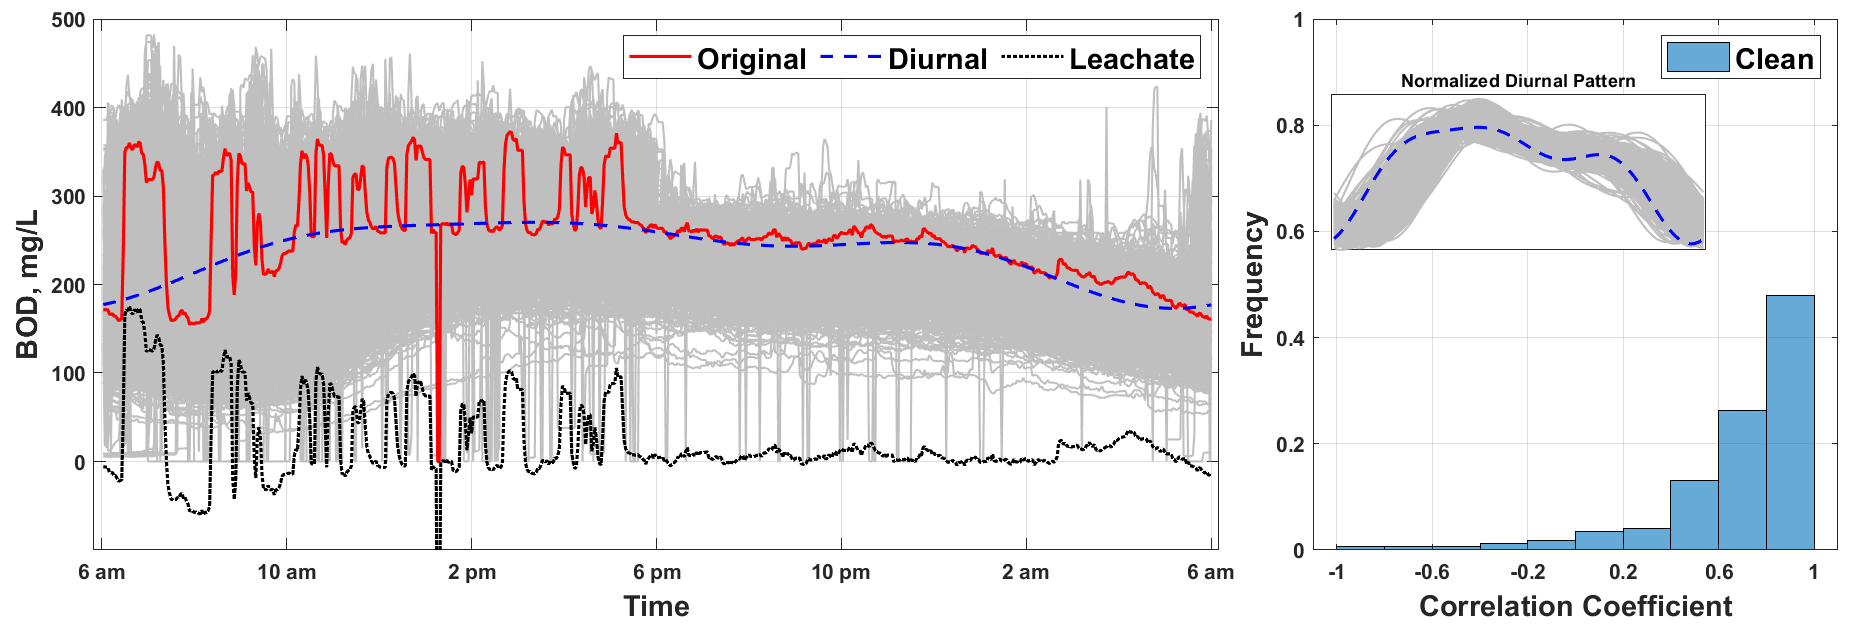 500
400
300
200
100
0
BOD, mg/L
Original Diurnal Leachate
6 am 10 am 2 pm 6 pm 10 pm 2 am 6 am
Time
1
0.8
0.6
0.4
0.2
0
Frequency
Clean
Normalized Diurnal Pattern
-1 -0.6 -0.2 0.2 0.6 1
Correlation Coefficient